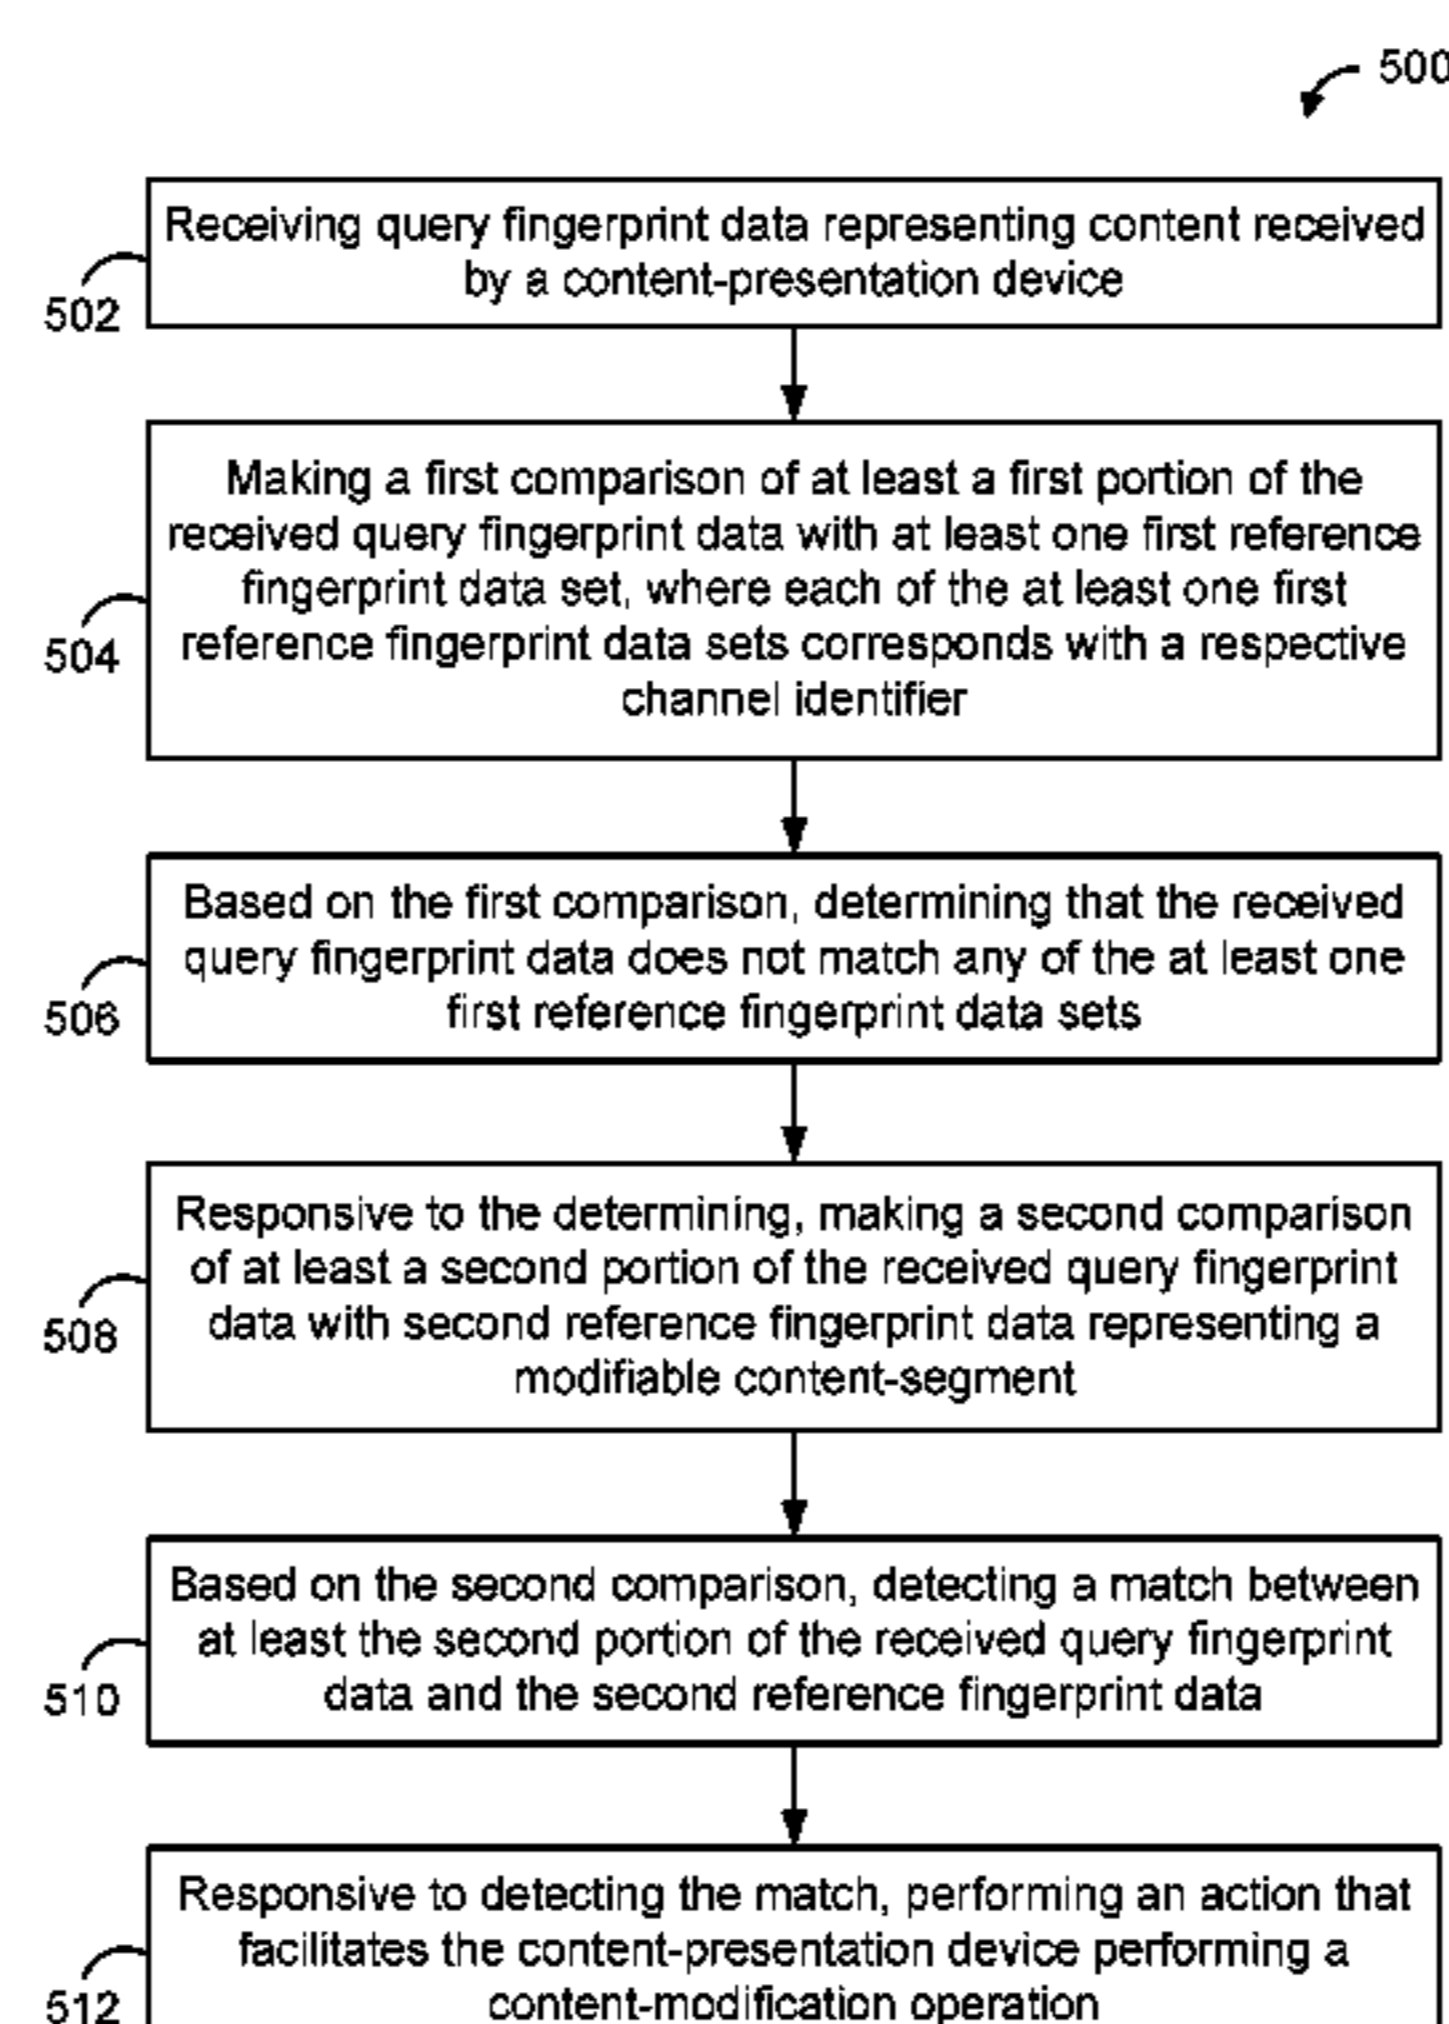 500
Receiving query fingerprint data representing content received
by a content-presentation device
502
Making a first comparison of at least a first portion of the
received query fingerprint data with at least one first reference
fingerprint data set, where each of the at least one first
reference fingerprint data sets corresponds with a respective
channel identifier
504
Based on the first comparison, determining that the received
query fingerprint data does not match any of the at least one
first reference fingerprint data sets
506
Responsive to the determining, making a second comparison
of at least a second portion of the received query fingerprint
data with second reference fingerprint data representing a
modifiable content-segment
508
Based on the second comparison, detecting a match between
at least the second portion of the received query fingerprint
data and the second reference fingerprint data
510
Responsive to detecting the match, performing an action that
facilitates the content-presentation device performing a
content-modification operation
512